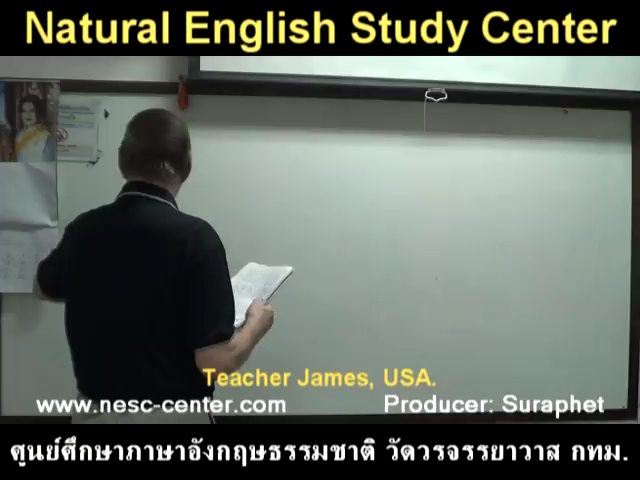 Natural English Study Center
Teacher James, USA.
www.nesc-center.com
Producer: Suraphet
ศูนย์ศึกษาภาษาอังกฤษธรรมชาติ วัดวรจรรยาวาส กทม.